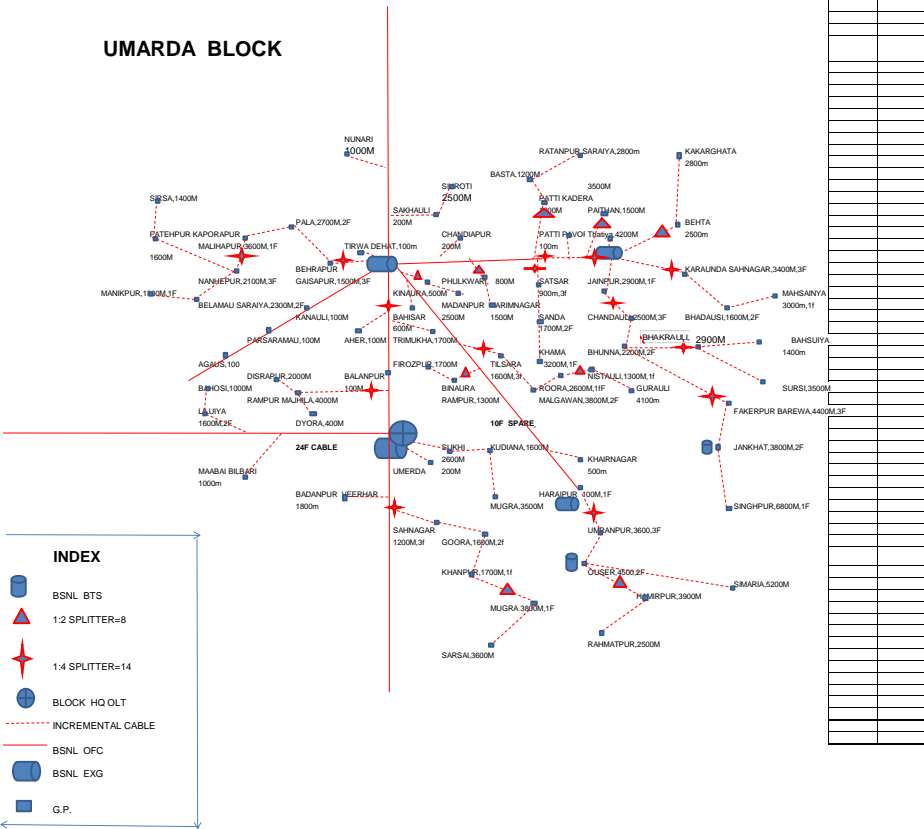 UMARDA BLOCK
NUNARI
1000M
RATANPUR SARAIYA,2800m
KAKARGHATA
2800m
BASTA,1200M
3500M
2500M
SIRSA,1400M
PATTI KADERA
PAITHAN,1500M
SAKHAULI
200M
BEHTA
2500m
PALA,2700M,2F
FATEHPUR KAPORAPUR
1600M
MALIHAPUR,3600M,1F
TIRWA DEHAT,100m
CHANDIAPUR
200M
100m
Thatiya,4200M
NANHEPUR,2100M,3F
BEHRAPUR
GAISAPUR,1500M,3F
PHULKWARI
800M
SATSAR
900m,3f
JAINPUR,2900M,1F
KARAUNDA SAHNAGAR,3400M,3F
BELAMAU SARAIYA,2300M,2F
KINAURA,500M
MADANPUR
2500M
1500M
MAHSAINYA
3000m,1f
KANAULI,100M
BAHISAR
600M
SANDA
1700M,2F
CHANDAULI,2500M,3F
BHADAUSI,1600M,2F
PARSARAMAU,100M
AHER,100M
TRIMUKHA,1700M
BHAKRAULI
2900M
BAHSUIYA
1400m
AGAUS,100
DISRAPUR,2000M
BALANPUR
100M
FIROZPUR,1700M
TILSARA
1600M,3f
KHAMA
3200M,1F
BHUNNA,2200M,2F
NISTAULI,1300M,1f
BAHOSI,1000M
RAMPUR MAJHILA,4000M
BINAURA
RAMPUR,1300M
ROORA,2600M,1fF
MALGAWAN,3800M,2F
GURAULI
4100m
SURSI,3500M
1600M,2F
DYORA,400M
FAKERPUR BAREWA,4400M,3F
10F SPARE
24F CABLE
SUKHI
2600M
200M
KUDIANA,1600M
JANKHAT,3800M,2F
MAABAI BILBARI
1000m
UMERDA
KHAIRNAGAR
500m
BADANPUR VEERHAR
1800m
MUGRA,3500M
HARAIPUR 100M,1F
SINGHPUR,6800M,1F
SAHNAGAR
1200M,3f
GOORA,1600M,2f
UMRANPUR,3600,3F
KHANPUR,1700M,1f
OUSER,4500,2F
SIMARIA,5200M
MUGRA 3800M,1F
HAMIRPUR,3900M
SARSAI,3600M
RAHMATPUR,2500M
INDEX
BSNL BTS
1:2 SPLITTER=8
1:4 SPLITTER=14
BLOCK HQ OLT
INCREMENTAL CABLE
BSNL OFC
BSNL EXG
G.P.